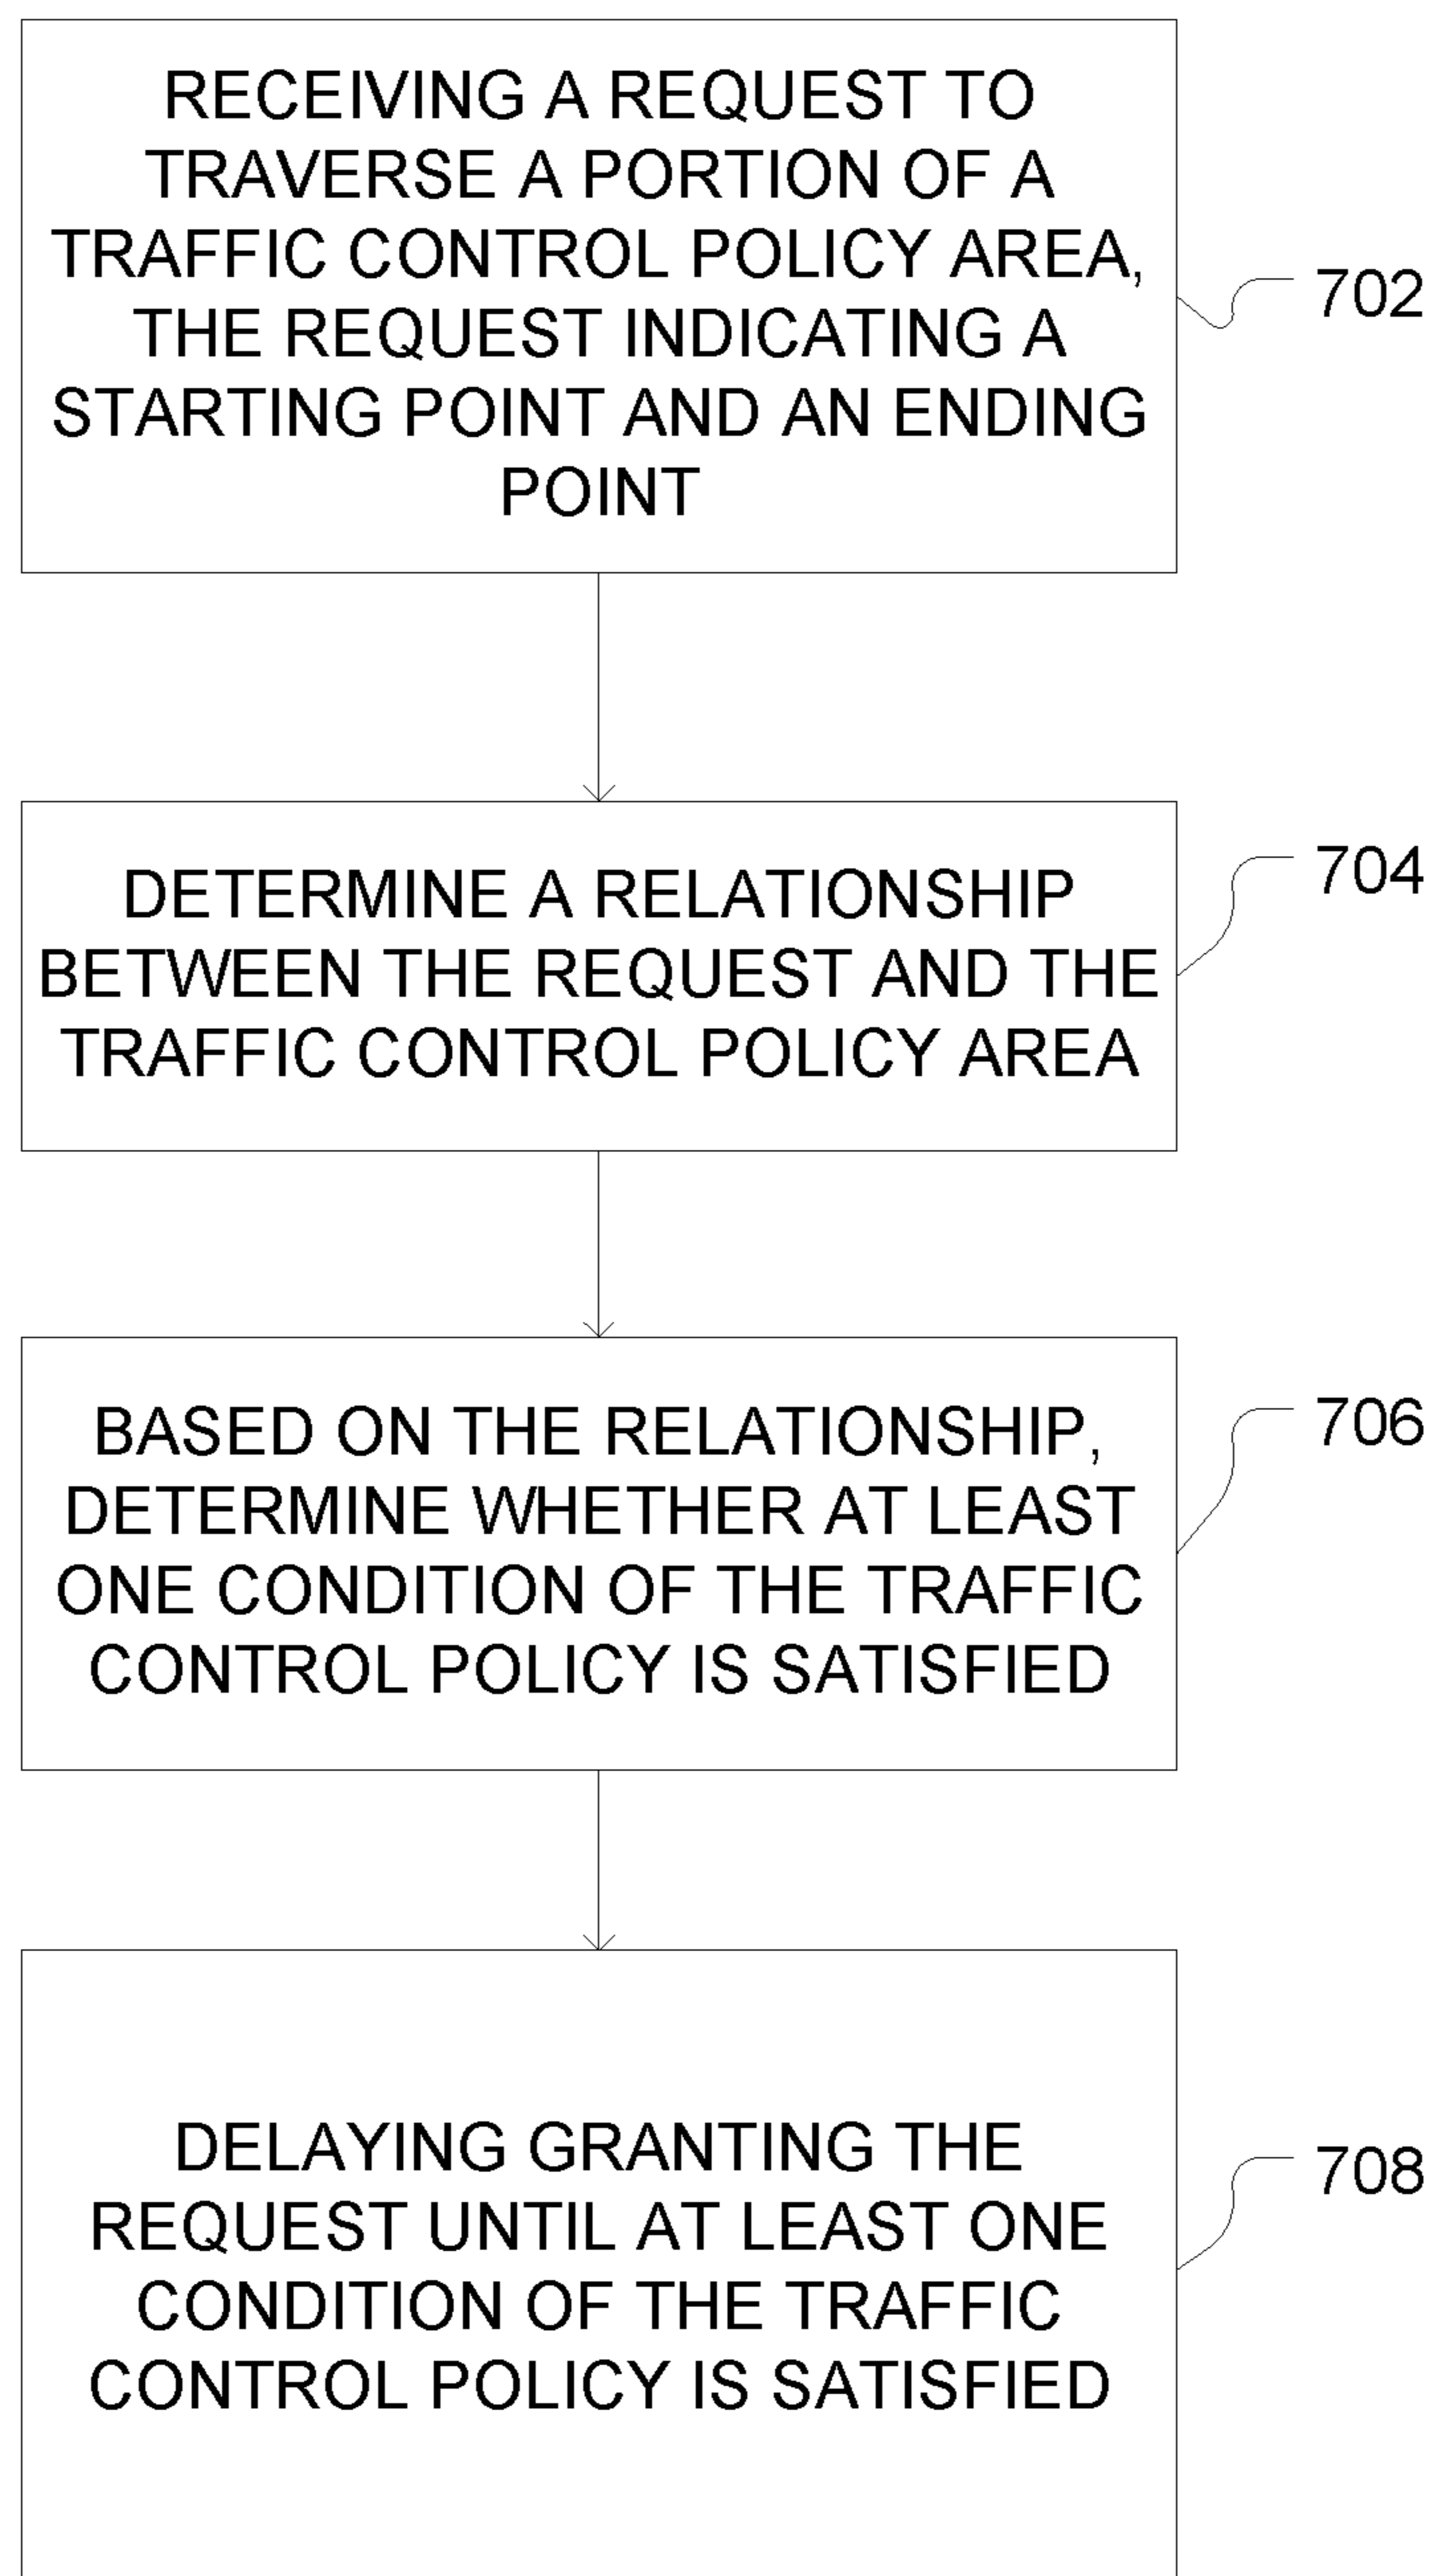 RECEIVING A REQUEST TO
TRAVERSE A PORTION OF A
TRAFFIC CONTROL POLICY AREA,
THE REQUEST INDICATING A
STARTING POINT AND AN ENDING
POINT
702
DETERMINE A RELATIONSHIP
BETWEEN THE REQUEST AND THE
TRAFFIC CONTROL POLICY AREA
704
BASED ON THE RELATIONSHIP,
DETERMINE WHETHER AT LEAST
ONE CONDITION OF THE TRAFFIC
CONTROL POLICY IS SATISFIED
706
DELAYING GRANTING THE
REQUEST UNTIL AT LEAST ONE
CONDITION OF THE TRAFFIC
CONTROL POLICY IS SATISFIED
708